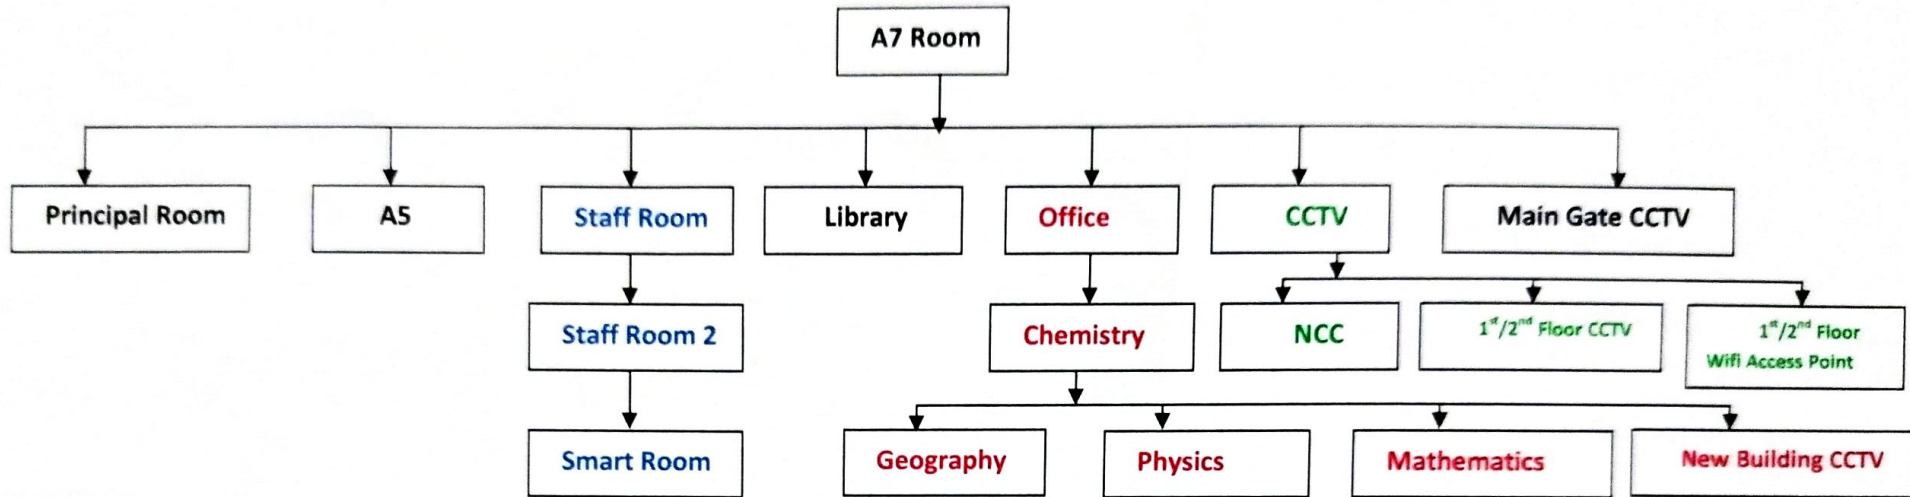 A7 Room
Principal Room
A5
Staff Room
Library
Office
CCTV
Main Gate CCTV
Staff Room 2
Chemistry
NCC
1st/2nd Floor CCTV
1st/2nd Floor
Wifi Access Point
Smart Room
Geography
Physics
Mathematics
New Building CCTV